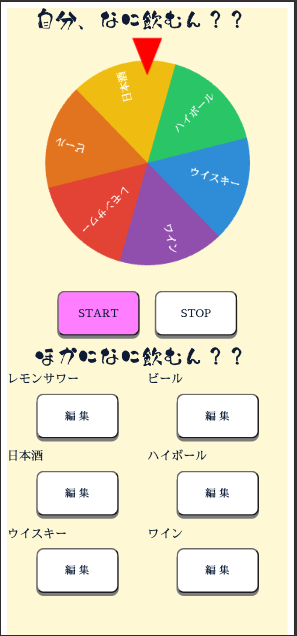 自分、なに飲むん？？
日本酒
ハイボール
ビール
ウイスキー
レモンサワー
ワイン
START
STOP
ほかになに飲むん？？
レモンサワー
ビール
編集
編集
日本酒
ハイボール
編集
編集
ウイスキー
ワイン
編集
編集